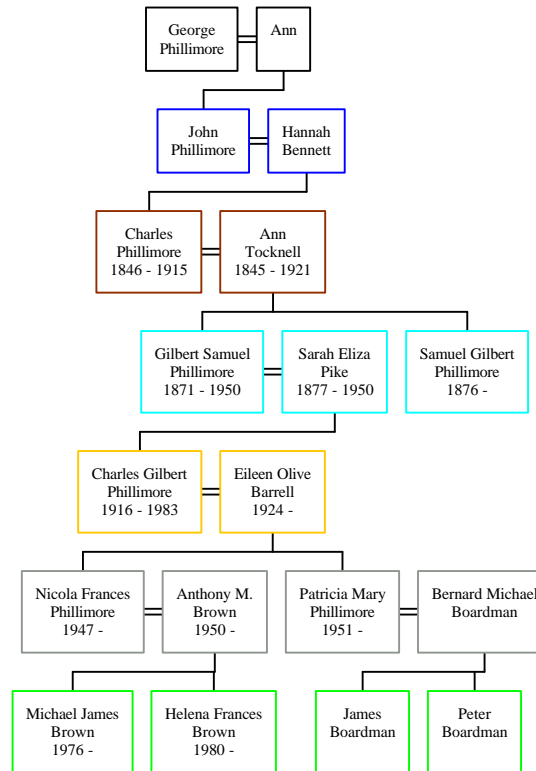 George
Phillimore
Ann
John
Phillimore
Hannah
Bennett
Charles
Phillimore
1846 - 1915
Ann
Tocknell
1845 - 1921
Gilbert Samuel
Phillimore
1871 - 1950
Sarah Eliza
Pike
1877 - 1950
Samuel Gilbert
Phillimore
1876 -
Charles Gilbert
Phillimore
1916 - 1983
Eileen Olive
Barrell
1924 -
Nicola Frances
Phillimore
1947 -
Anthony M.
Brown
1950 -
Patricia Mary
Phillimore
1951 -
Bernard Michael
Boardman
Michael James
Brown
1976 -
Helena Frances
Brown
1980 -
James
Boardman
Peter
Boardman